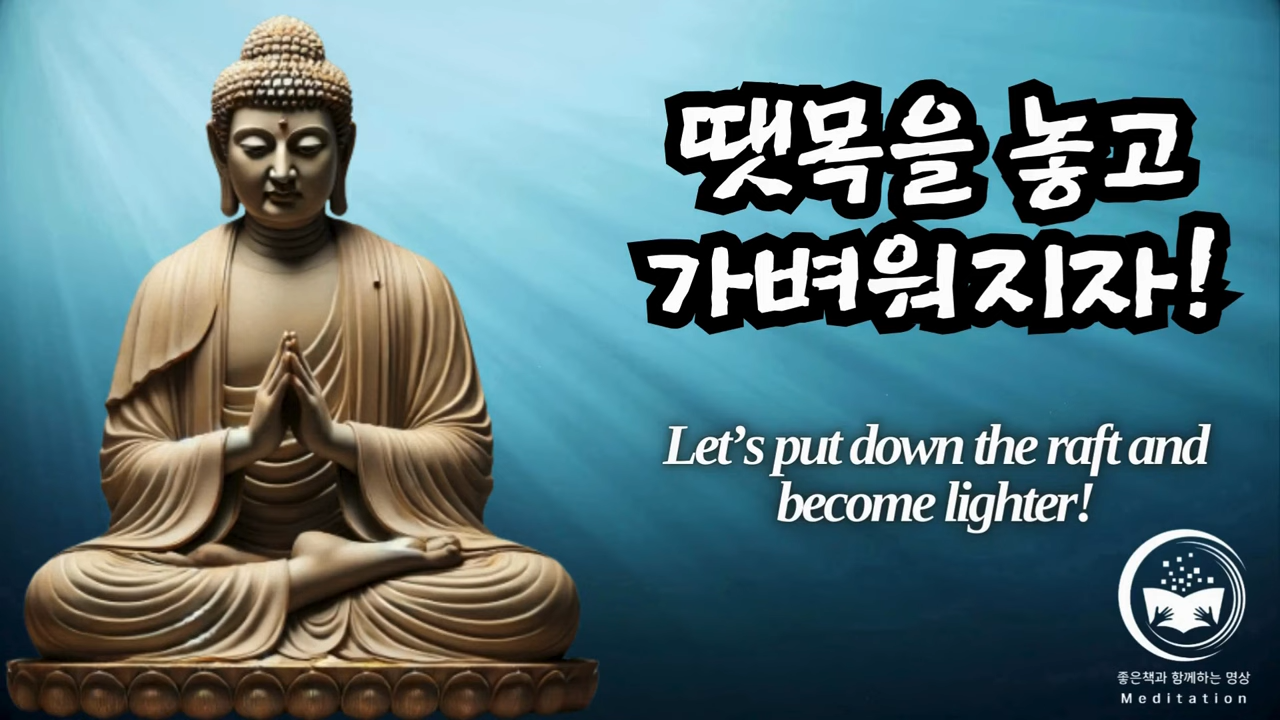 땟목을 놓고
가벼워지자!
Let's put down the raft and
become lighter!
좋은책과 함께하는 명상
Meditation